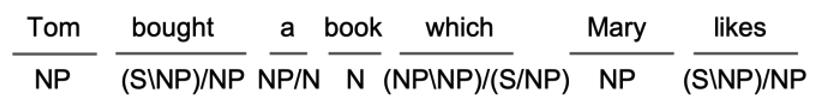 Tom bought a book which Mary likes
NP (S\NP)/NP NP/N N (NP\NP)/(S/NP) NP (S\NP)/NP